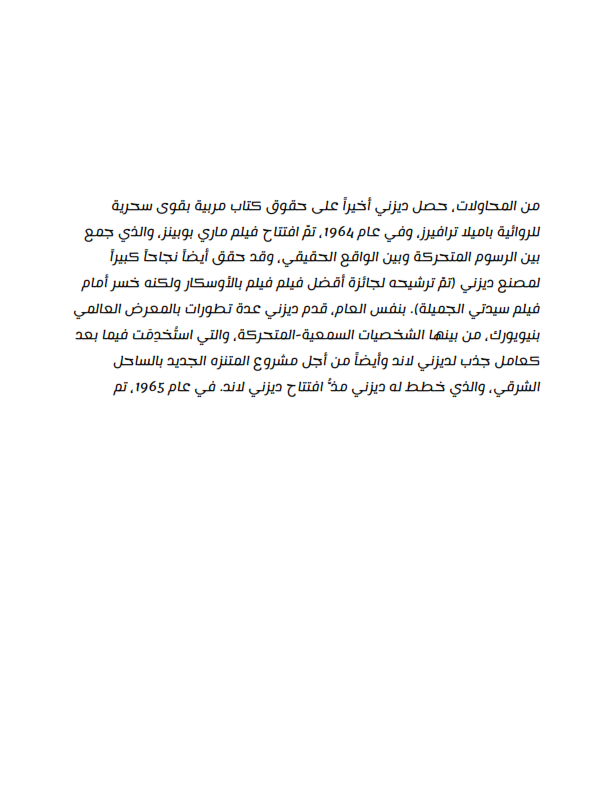 من المحاولات، حصل ديزني أخيراً على حقوق كتاب مربية بقوى سحرية
للروائية باميلا ترافيرز، وفي عام 1964، تمّ افتتاح فيلم ماري بوبينز، والذي جمع
بين الرسوم المتحركة وبين الواقع الحقيقي، وقد حقق أيضاً نجاحاً كبيراً
لمصنع ديزني (تمّ ترشيحه لجائزة أفضل فيلم فيلم بالأوسكار ولكنه خسر أمام
فيلم سيدتي الجميلة). بنفس العام، قدم ديزني عدة تطورات بالمعرض العالمي
بنيويورك، من بينها الشخصيات السمعية-المتحركة، والتي استُخدِمَت فيما بعد
كعامل جذب لديزني لاند وأيضاً من أجل مشروع المتنزه الجديد بالساحل
الشرقي، والذي خطط له ديزني مذُّ افتتاح ديزني لاند. في عام 1965، تم